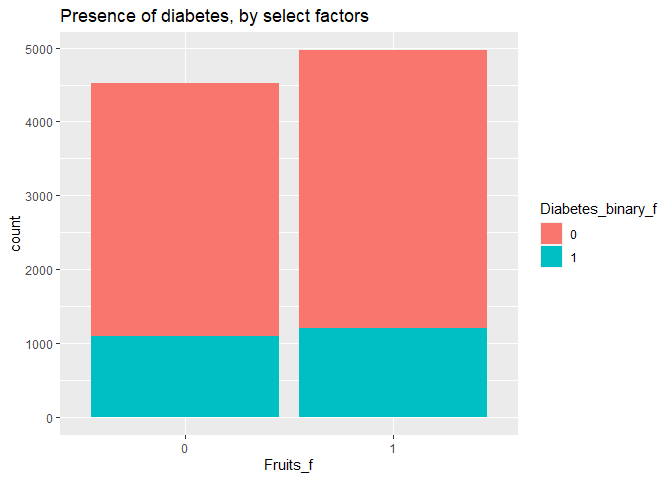 Presence of diabetes, by select factors
5000
4000
3000
2000
1000
0
count
0 1
Fruits_f
Diabetes_binary_f
0
1